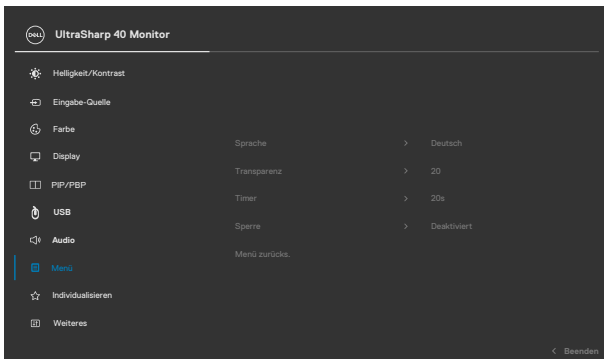 DELL UltraSharp 40 Monitor
Helligkeit/Kontrast
Eingabe-Quelle
Farbe
Display
PIP/PBP
USB
Audio
Menü
Individualisieren
Weiteres
Sprache > Deutsch
Transparenz > 20
Timer > 20s
Sperre > Deaktiviert
Menü zurücks.
< Beenden